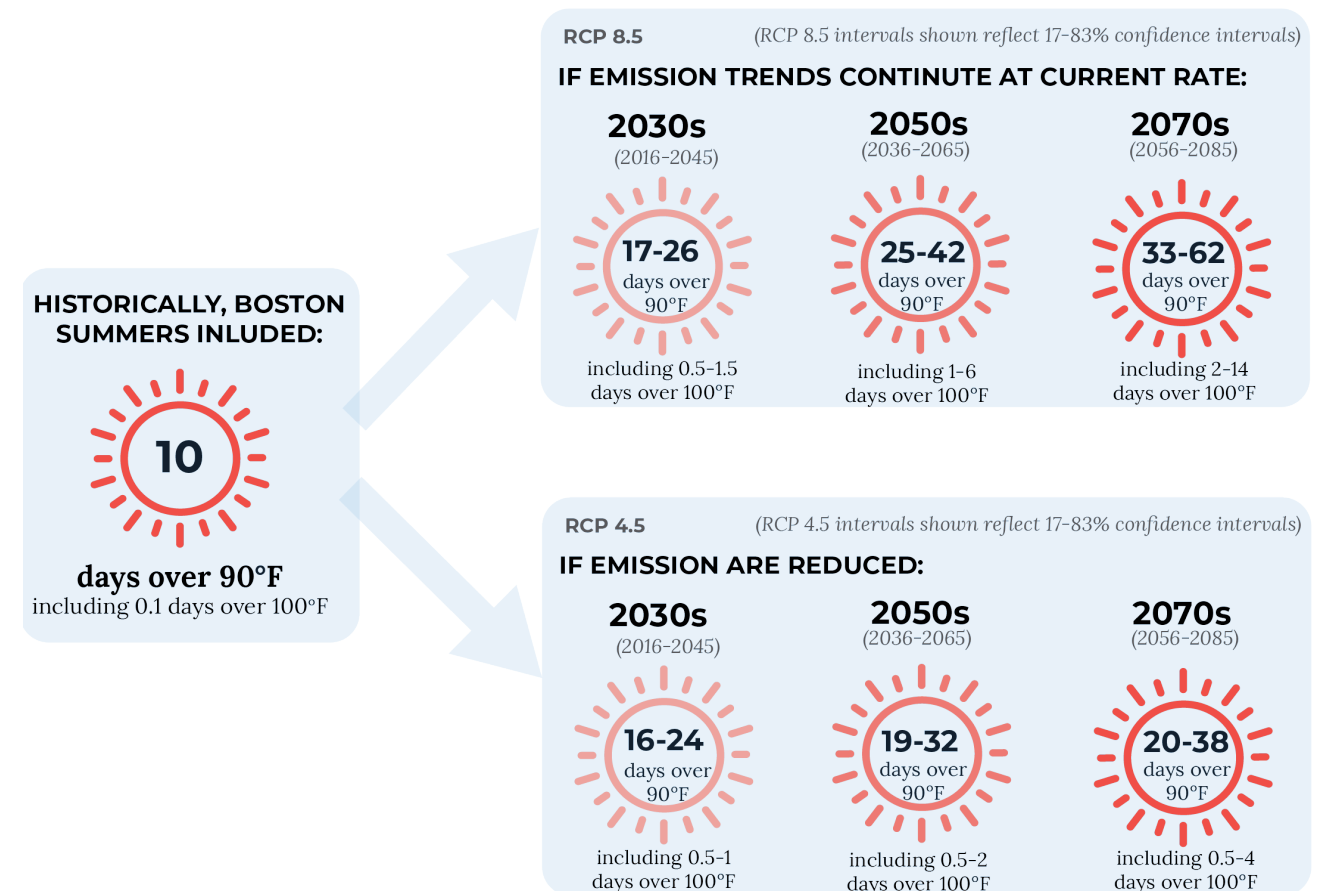 HISTORICALLY, BOSTON
SUMMERS INLUDED:
10
days over 90°F
including 0.1 days over 100°F
RCP 8.5
(RCP 8.5 intervals shown reflect 17-83% confidence intervals)
IF EMISSION TRENDS CONTINUTE AT CURRENT RATE:
2030s
(2016-2045)
17-26
days over
90°F
including 0.5-1.5
days over 100°F
2050s
(2036-2065)
25-42
days over
90°F
including 1-6
days over 100°F
2070s
(2056-2085)
33-62
days over
90°F
including 2-14
days over 100°F
RCP 4.5
(RCP 4.5 intervals shown reflect 17-83% confidence intervals)
IF EMISSION ARE REDUCED:
2030s
(2016-2045)
16-24
days over
90°F
including 0.5-1
days over 100°F
2050s
(2036-2065)
19-32
days over
90°F
including 0.5-2
days over 100°F
2070s
(2056-2085)
20-38
days over
90°F
including 0.5-4
days over 100°F